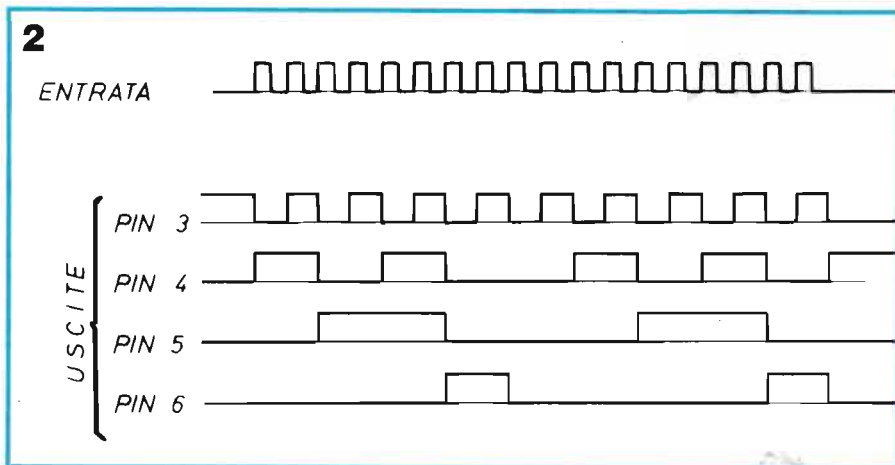 2
ENTRATA
USCITE
PIN 3
PIN 4
PIN 5
PIN 6